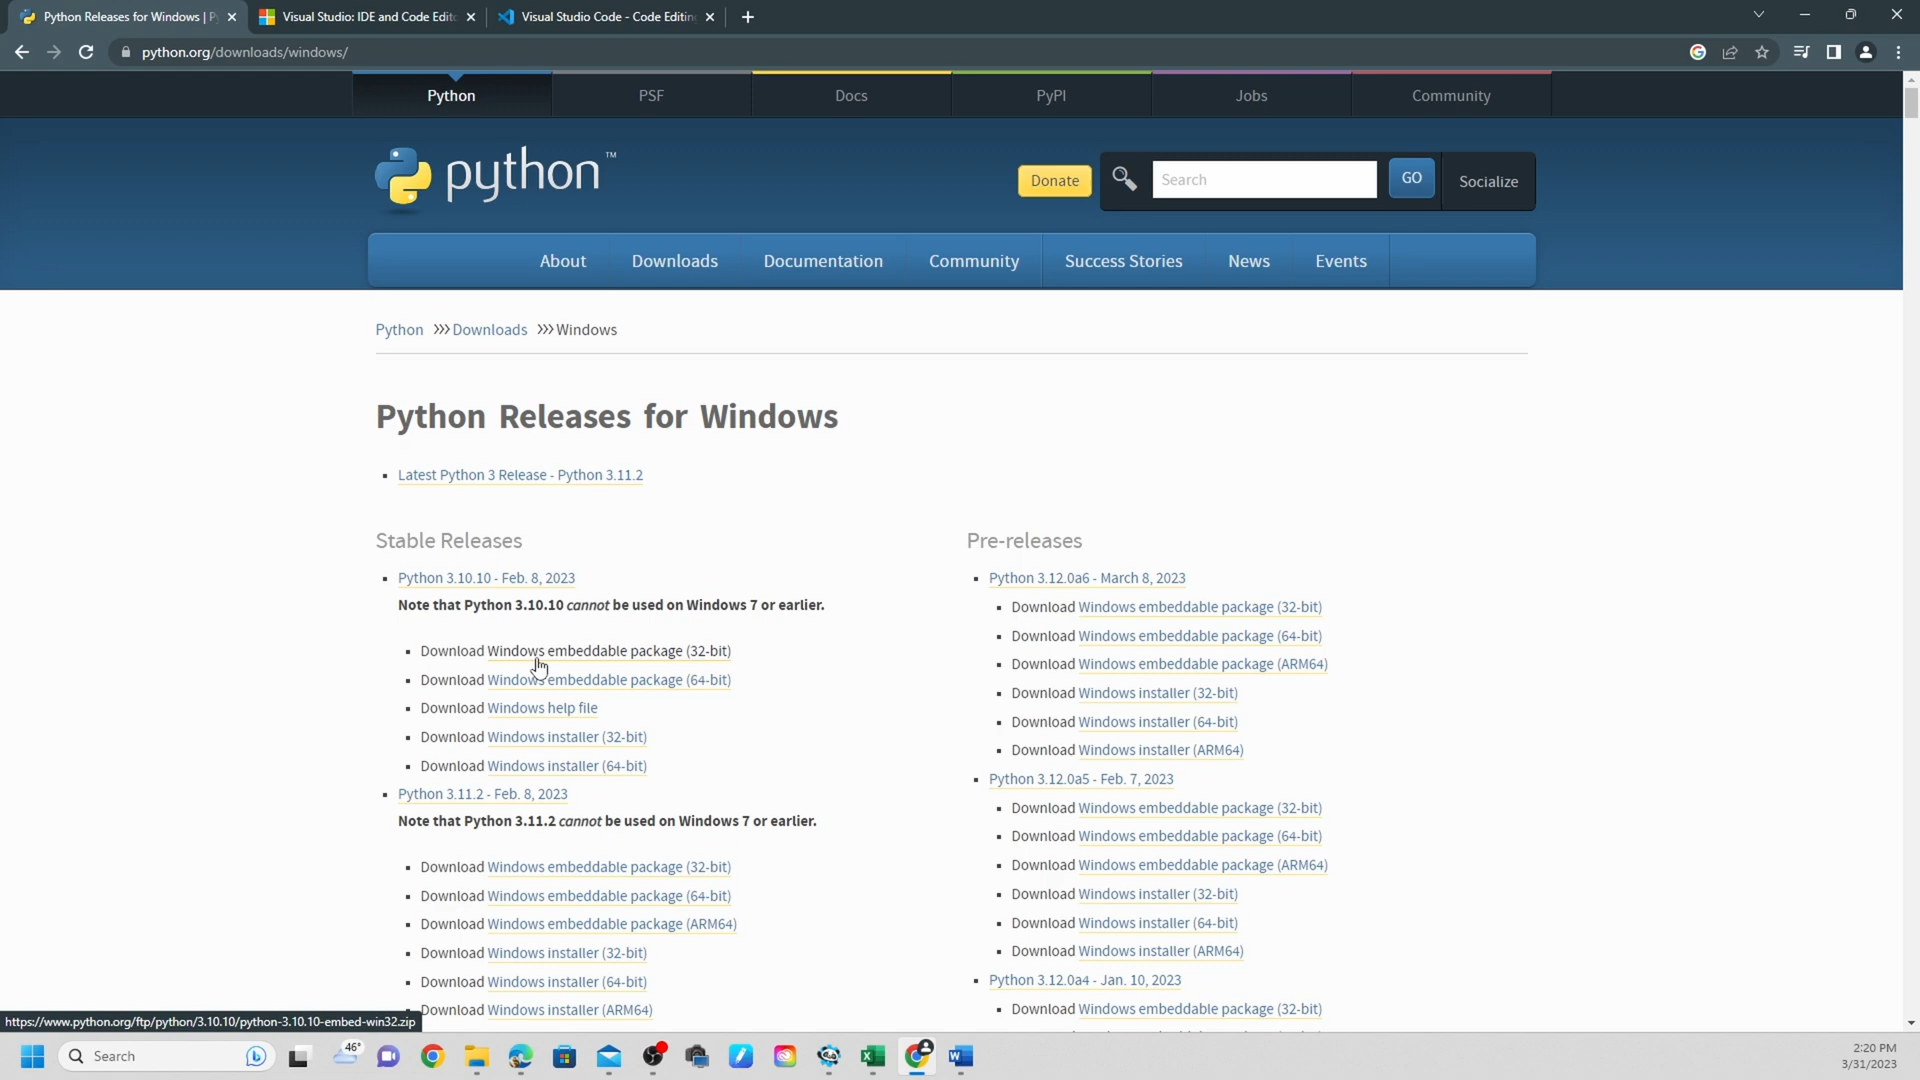 Python Releases for Windows | P
Visual Studio: IDE and Code Edit
Visual Studio Code - Code Editin
python.org/downloads/windows/
Python PSF Docs PyPI Jobs Community
python™
Donate
Search
GO
Socialize
About Downloads Documentation Community Success Stories News Events
Python >>> Downloads >>> Windows
Python Releases for Windows
Latest Python 3 Release - Python 3.11.2
Stable Releases
Python 3.10.10 - Feb. 8, 2023
Note that Python 3.10.10 cannot be used on Windows 7 or earlier.
Download Windows embeddable package (32-bit)
Download Windows embeddable package (64-bit)
Download Windows help file
Download Windows installer (32-bit)
Download Windows installer (64-bit)
Python 3.11.2 - Feb. 8, 2023
Note that Python 3.11.2 cannot be used on Windows 7 or earlier.
Download Windows embeddable package (32-bit)
Download Windows embeddable package (64-bit)
Download Windows embeddable package (ARM64)
Download Windows installer (32-bit)
Download Windows installer (64-bit)
Download Windows installer (ARM64)
Pre-releases
Python 3.12.0a6 - March 8, 2023
Download Windows embeddable package (32-bit)
Download Windows embeddable package (64-bit)
Download Windows embeddable package (ARM64)
Download Windows installer (32-bit)
Download Windows installer (64-bit)
Download Windows installer (ARM64)
Python 3.12.0a5 - Feb. 7, 2023
Download Windows embeddable package (32-bit)
Download Windows embeddable package (64-bit)
Download Windows embeddable package (ARM64)
Download Windows installer (32-bit)
Download Windows installer (64-bit)
Download Windows installer (ARM64)
Python 3.12.0a4 - Jan. 10, 2023
Download Windows embeddable package (32-bit)
https://www.python.org/ftp/python/3.10.10/python-3.10.10-embed-win32.zip
Search
46°
2:20 PM
3/31/2023